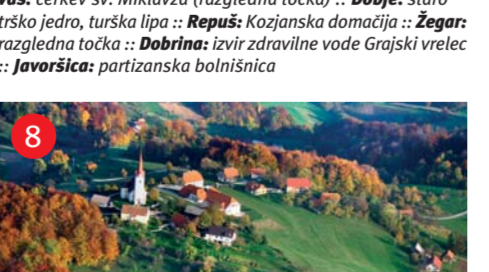 cerkev sv. Miklavža (razgledna točka) :: Dobje: staro
trško jedro, turška lipa :: Repuš: Kozjanska domačija :: Žegar:
razgledna točka :: Dobrina: izvir zdravilne vode Grajski vrelec
:: Javoršica: partizanska bolnišnica
8